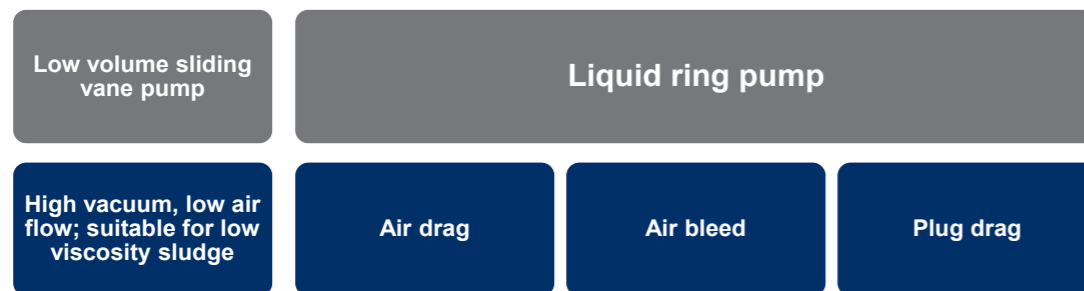 Low volume sliding
vane pump
Liquid ring pump
High vacuum, low air
flow; suitable for low
viscosity sludge
Air drag
Air bleed
Plug drag